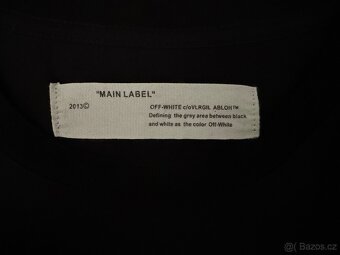 "MAIN LABEL"
2013©
OFF-WHITE c/oVLRGIL ABLOH™
Defining the grey area between black
and white as the color Off-White
Bazos.cz